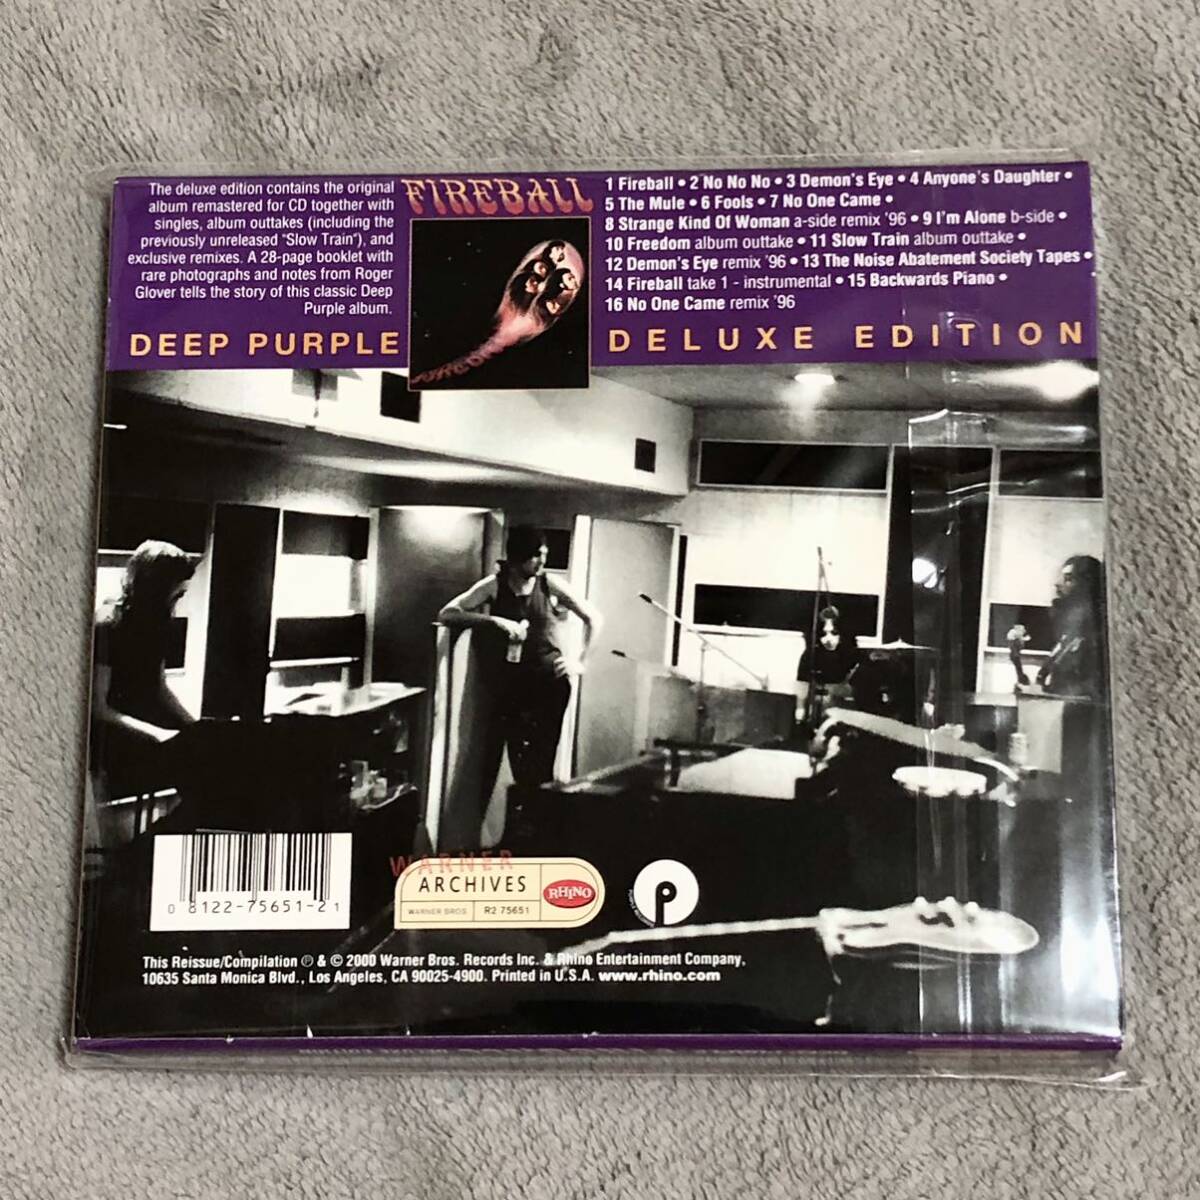 The deluxe edition contains the original
album remastered for CD together with
singles, album outtakes (including the
previously unreleased "Slow Train"), and
exclusive remixes. A 28-page booklet with
rare photographs and notes from Roger
Glover tells the story of this classic Deep
Purple album.
DEEP PURPLE
FIREBALL
1 Fireball • 2 No No No • 3 Demon's Eye • 4 Anyone's Daughter •
5 The Mule • 6 Fools • 7 No One Came •
8 Strange Kind Of Woman a-side remix '96 • 9 I'm Alone b-side •
10 Freedom album outtake • 11 Slow Train album outtake •
12 Demon's Eye remix '96 • 13 The Noise Abatement Society Tapes •
14 Fireball take 1 - instrumental • 15 Backwards Piano •
16 No One Came remix '96
DELUXE EDITION
0 81122-75651-2 1
WARNER
ARCHIVES
WARNER BROS
R2 75651
RHINO
This Reissue/Compilation ℗ & © 2000 Warner Bros. Records Inc. & Rhino Entertainment Company,
10635 Santa Monica Blvd., Los Angeles, CA 90025-4900. Printed in U.S.A. www.rhino.com